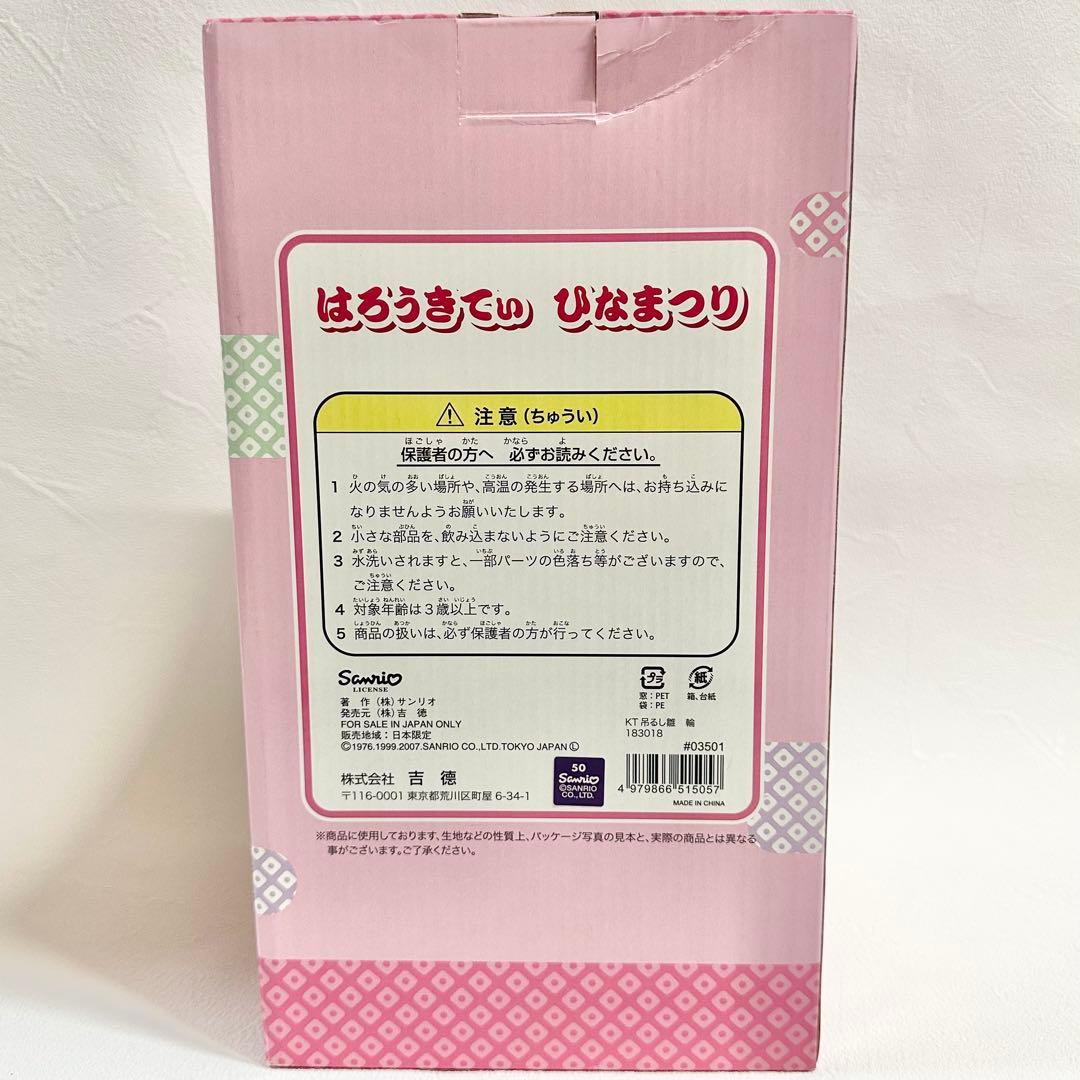 はろうきてぃ ひなまつり
注意(ちゅうい)
保護者の方へ 必ずお読みください。
1 火の気の多い場所や、高温の発生する場所へは、お持ち込みに
なりませんようお願いいたします。
2 小さな部品を、飲み込まないようにご注意ください。
3 水洗いされますと、一部パーツの色落ち等がございますので、
ご注意ください。
4 対象年齢は3歳以上です。
5 商品の扱いは、必ず保護者の方が行ってください。
Sanrio
LICENSE
著 作 (株)サンリオ
発売元 (株)吉 徳
FOR SALE IN JAPAN ONLY
販売地域:日本限定
©1976.1999.2007.SANRIO CO.,LTD.TOKYO JAPAN Ⓛ
プラ
窓:PET
袋:PE
紙
箱、台紙
KT 吊るし雛 輪
183018
#03501
株式会社 吉 德
〒116-0001 東京都荒川区町屋 6-34-1
50
Sanrio
©SANRIO
CO.,LTD.
4 979866 515057
MADE IN CHINA
※商品に使用しております、生地などの性質上、パッケージ写真の見本と、実際の商品とは異なる
事がございます。ご了承ください。